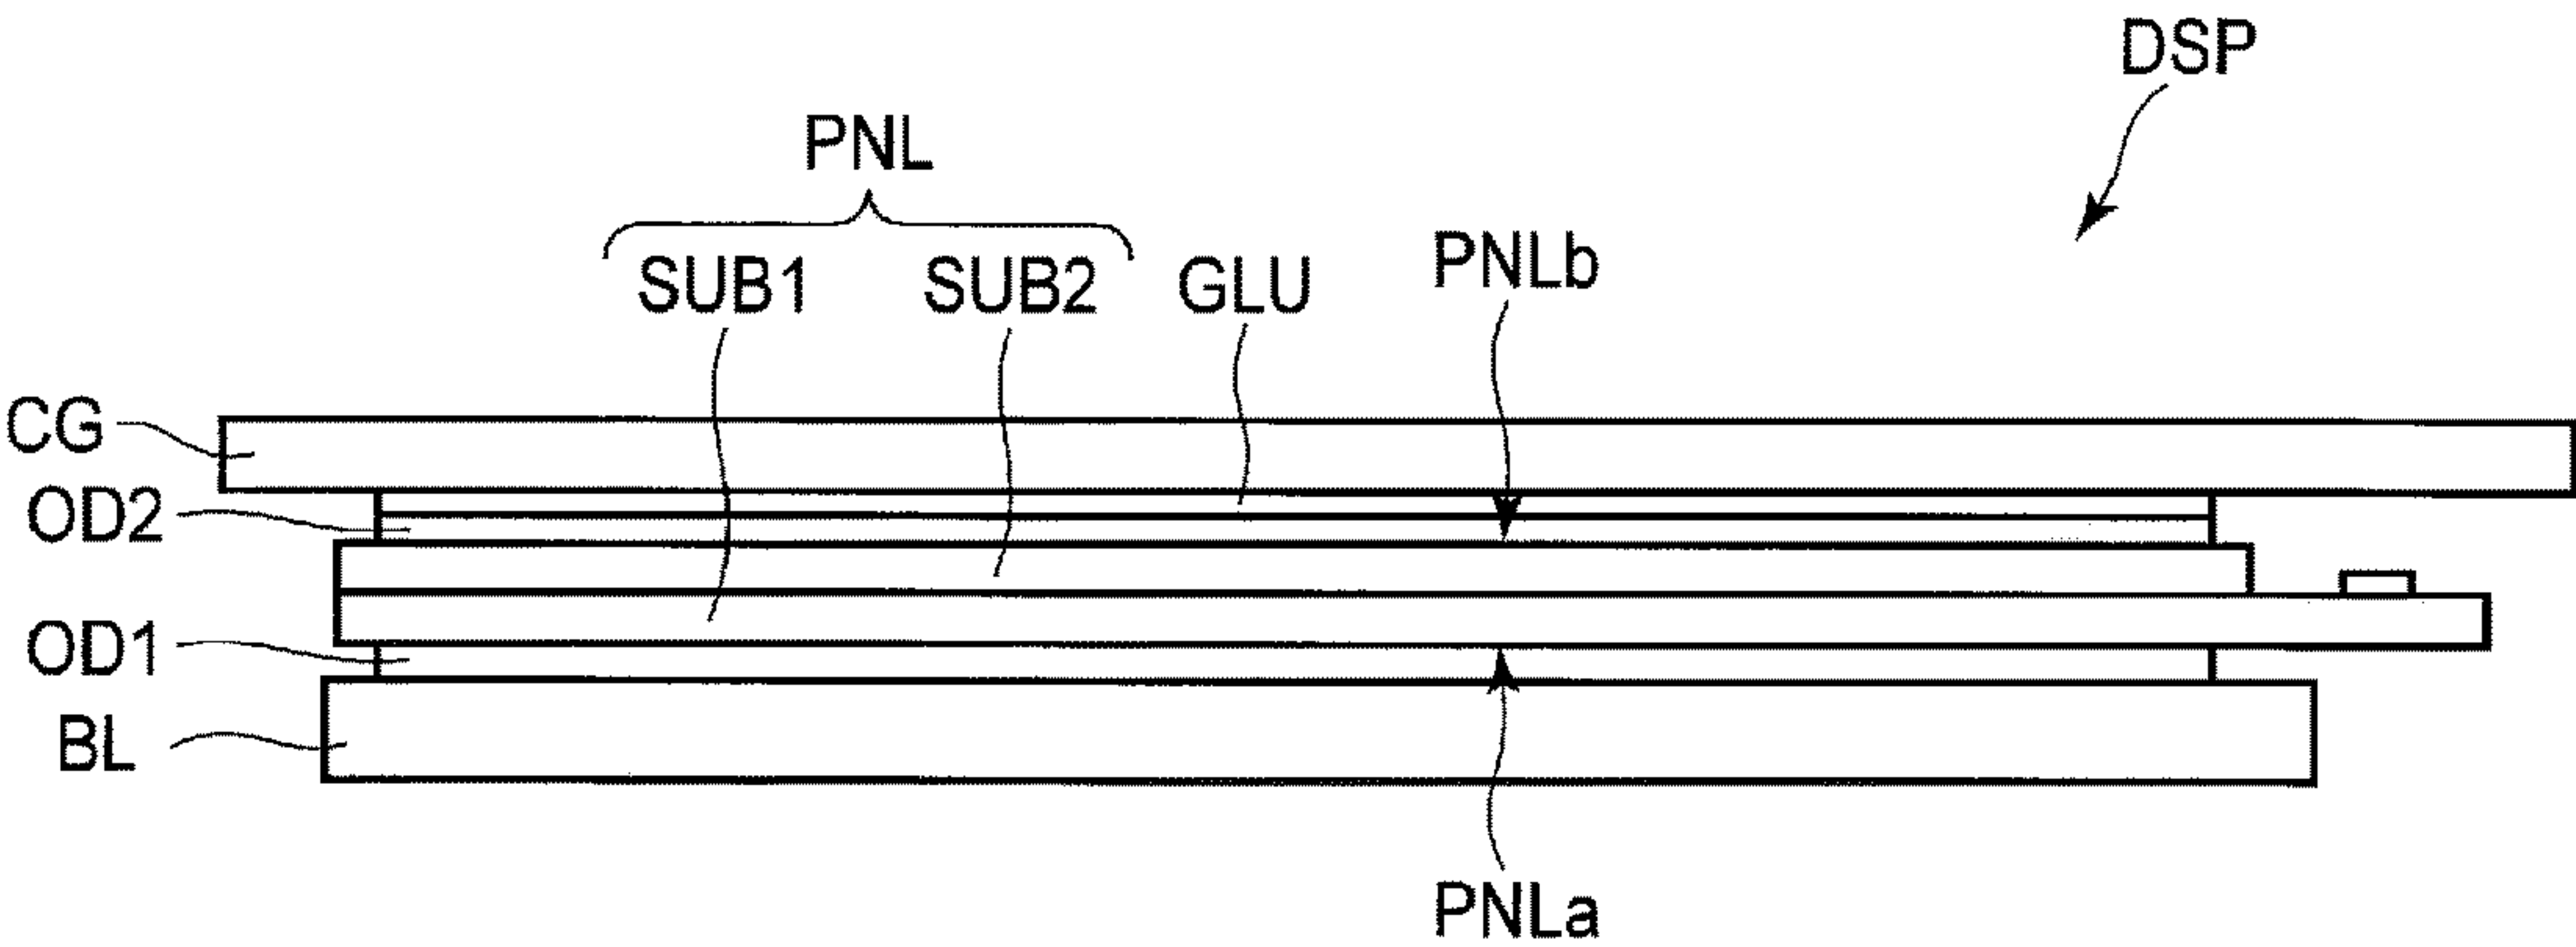 DSP
PNL
SUB1 SUB2 GLU PNLb
CG
OD2
OD1
BL
PNLa